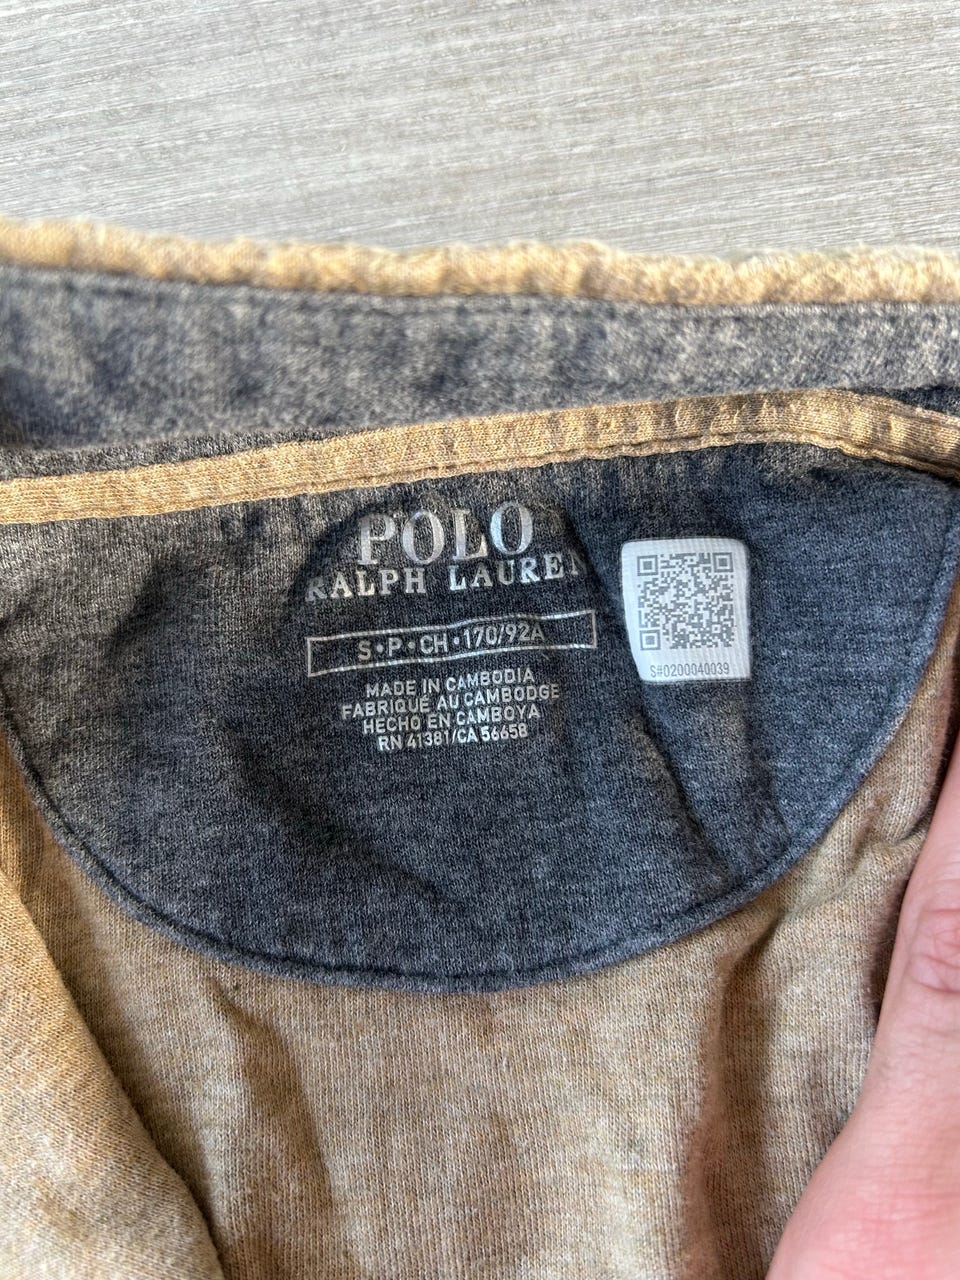 POLO
RALPH LAUREN
S•P•CH•170/92A
MADE IN CAMBODIA
FABRIQUÉ AU CAMBODGE
HECHO EN CAMBOYA
RN 41381/CA 56658
S#0200040039